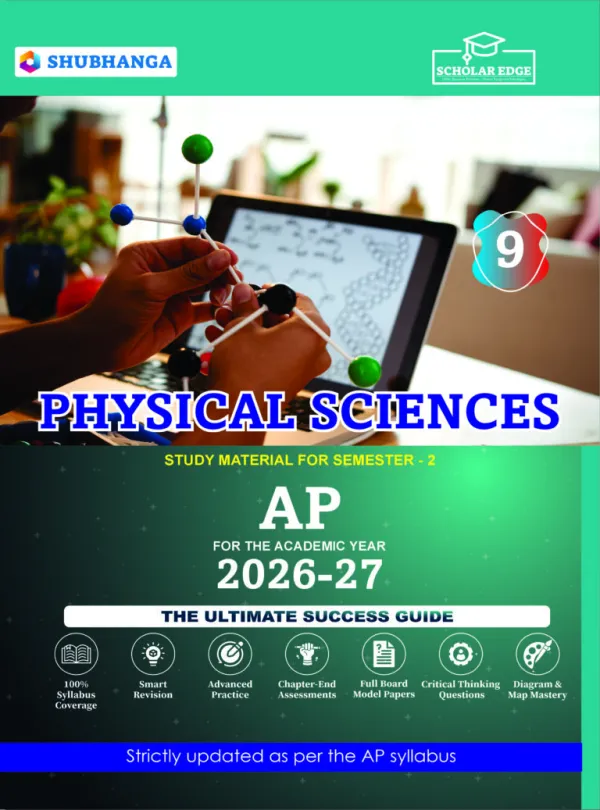 SHUBHANGA
SCHOLAR EDGE
9
PHYSICAL SCIENCES
STUDY MATERIAL FOR SEMESTER - 2
AP
FOR THE ACADEMIC YEAR
2026-27
THE ULTIMATE SUCCESS GUIDE
100% Syllabus Coverage
Smart Revision
Advanced Practice
Chapter-End Assessments
Full Board Model Papers
Critical Thinking Questions
Diagram & Map Mastery
Strictly updated as per the AP syllabus